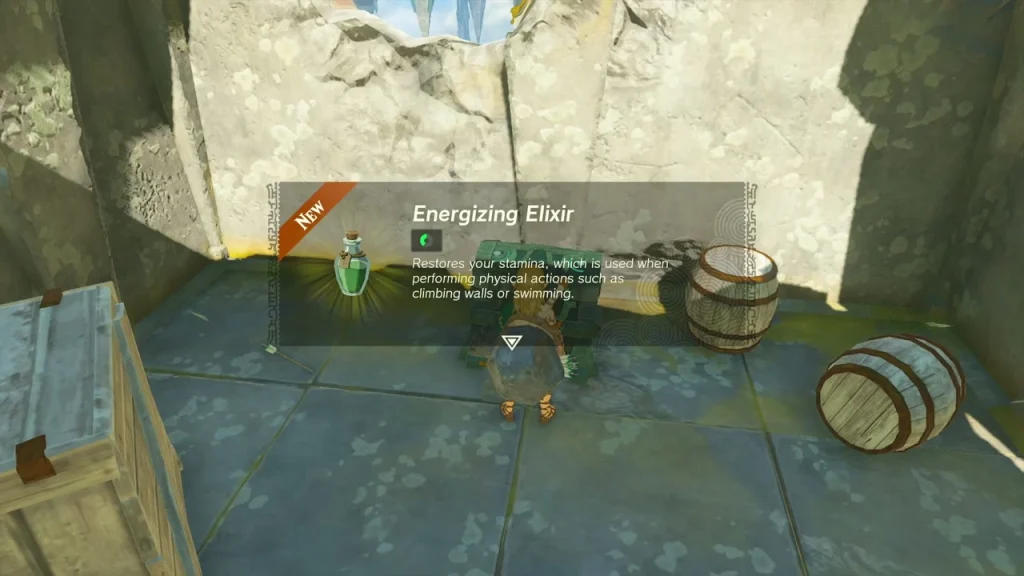 NEW
Energizing Elixir
Restores your stamina, which is used when
performing physical actions such as
climbing walls or swimming.